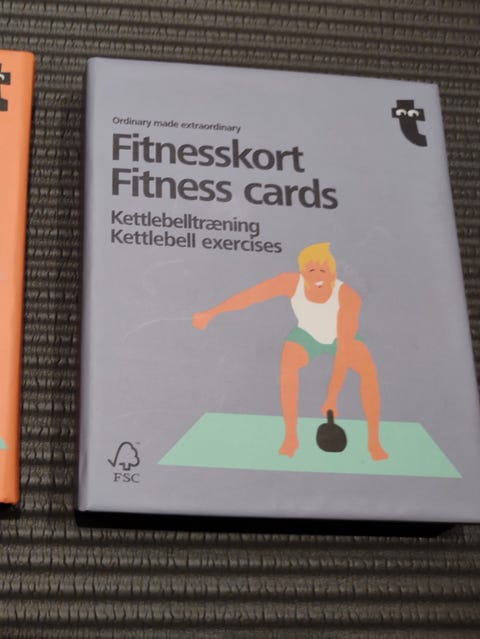 Ordinary made extraordinary
Fitnesskort
Fitness cards
Kettlebelltræning
Kettlebell exercises
FSC